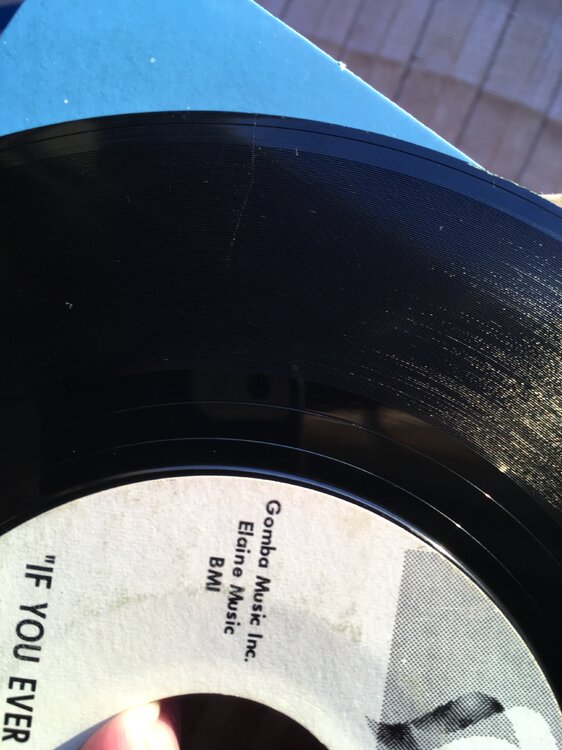 Gomba Music Inc.
Elaine Music
BMI
"IF YOU EVER